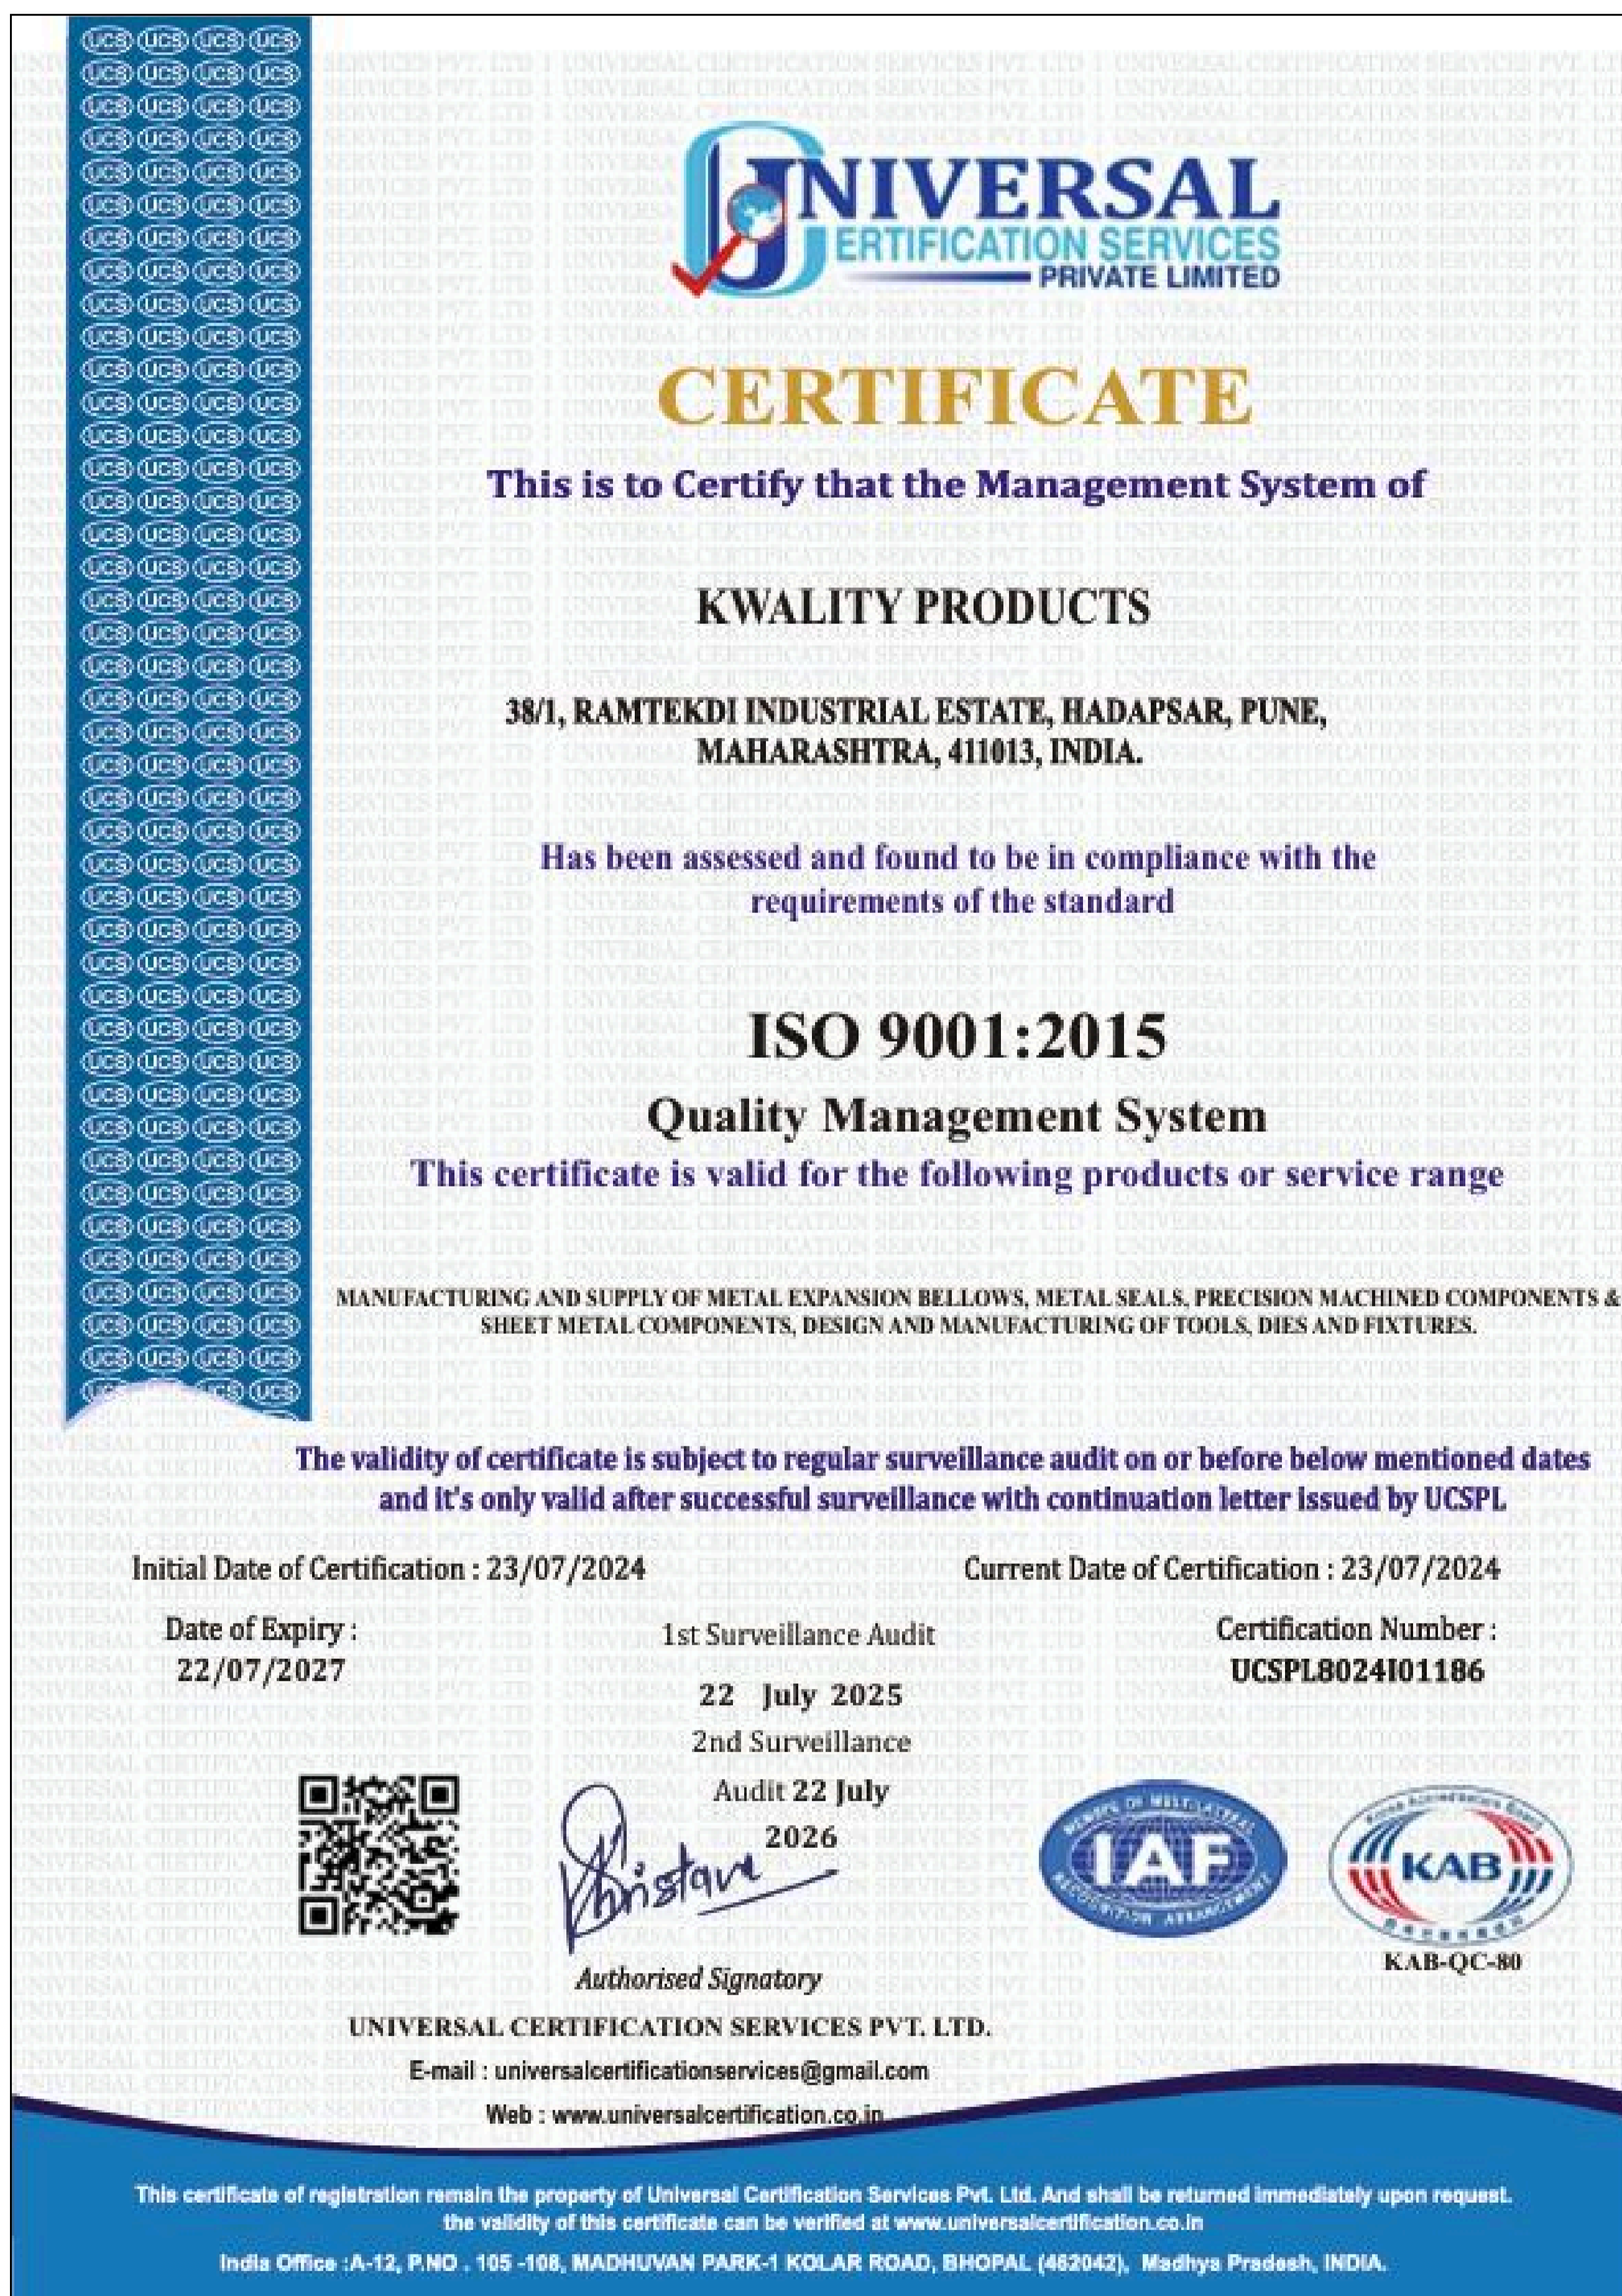 UNIVERSAL
CERTIFICATION SERVICES
PRIVATE LIMITED
CERTIFICATE
This is to Certify that the Management System of
KWALITY PRODUCTS
38/1, RAMTEKDI INDUSTRIAL ESTATE, HADAPSAR, PUNE,
MAHARASHTRA, 411013, INDIA.
Has been assessed and found to be in compliance with the
requirements of the standard
ISO 9001:2015
Quality Management System
This certificate is valid for the following products or service range
MANUFACTURING AND SUPPLY OF METAL EXPANSION BELLOWS, METAL SEALS, PRECISION MACHINED COMPONENTS &
SHEET METAL COMPONENTS, DESIGN AND MANUFACTURING OF TOOLS, DIES AND FIXTURES.
The validity of certificate is subject to regular surveillance audit on or before below mentioned dates
and it's only valid after successful surveillance with continuation letter issued by UCSPL
Initial Date of Certification : 23/07/2024
Current Date of Certification : 23/07/2024
Date of Expiry :
22/07/2027
1st Surveillance Audit
22 July 2025
2nd Surveillance
Audit 22 July
2026
Certification Number :
UCSPL8024I01186
MEMBER OF MULTILATERAL
IAF
RECOGNITION ARRANGEMENT
Korea Accreditation Board
KAB
KAB-QC-80
Authorised Signatory
UNIVERSAL CERTIFICATION SERVICES PVT. LTD.
E-mail : universalcertificationservices@gmail.com
Web : www.universalcertification.co.in
This certificate of registration remain the property of Universal Certification Services Pvt. Ltd. And shall be returned immediately upon request.
the validity of this certificate can be verified at www.universalcertification.co.in
India Office :A-12, P.NO . 105 -108, MADHUVAN PARK-1 KOLAR ROAD, BHOPAL (462042), Madhya Pradesh, INDIA.